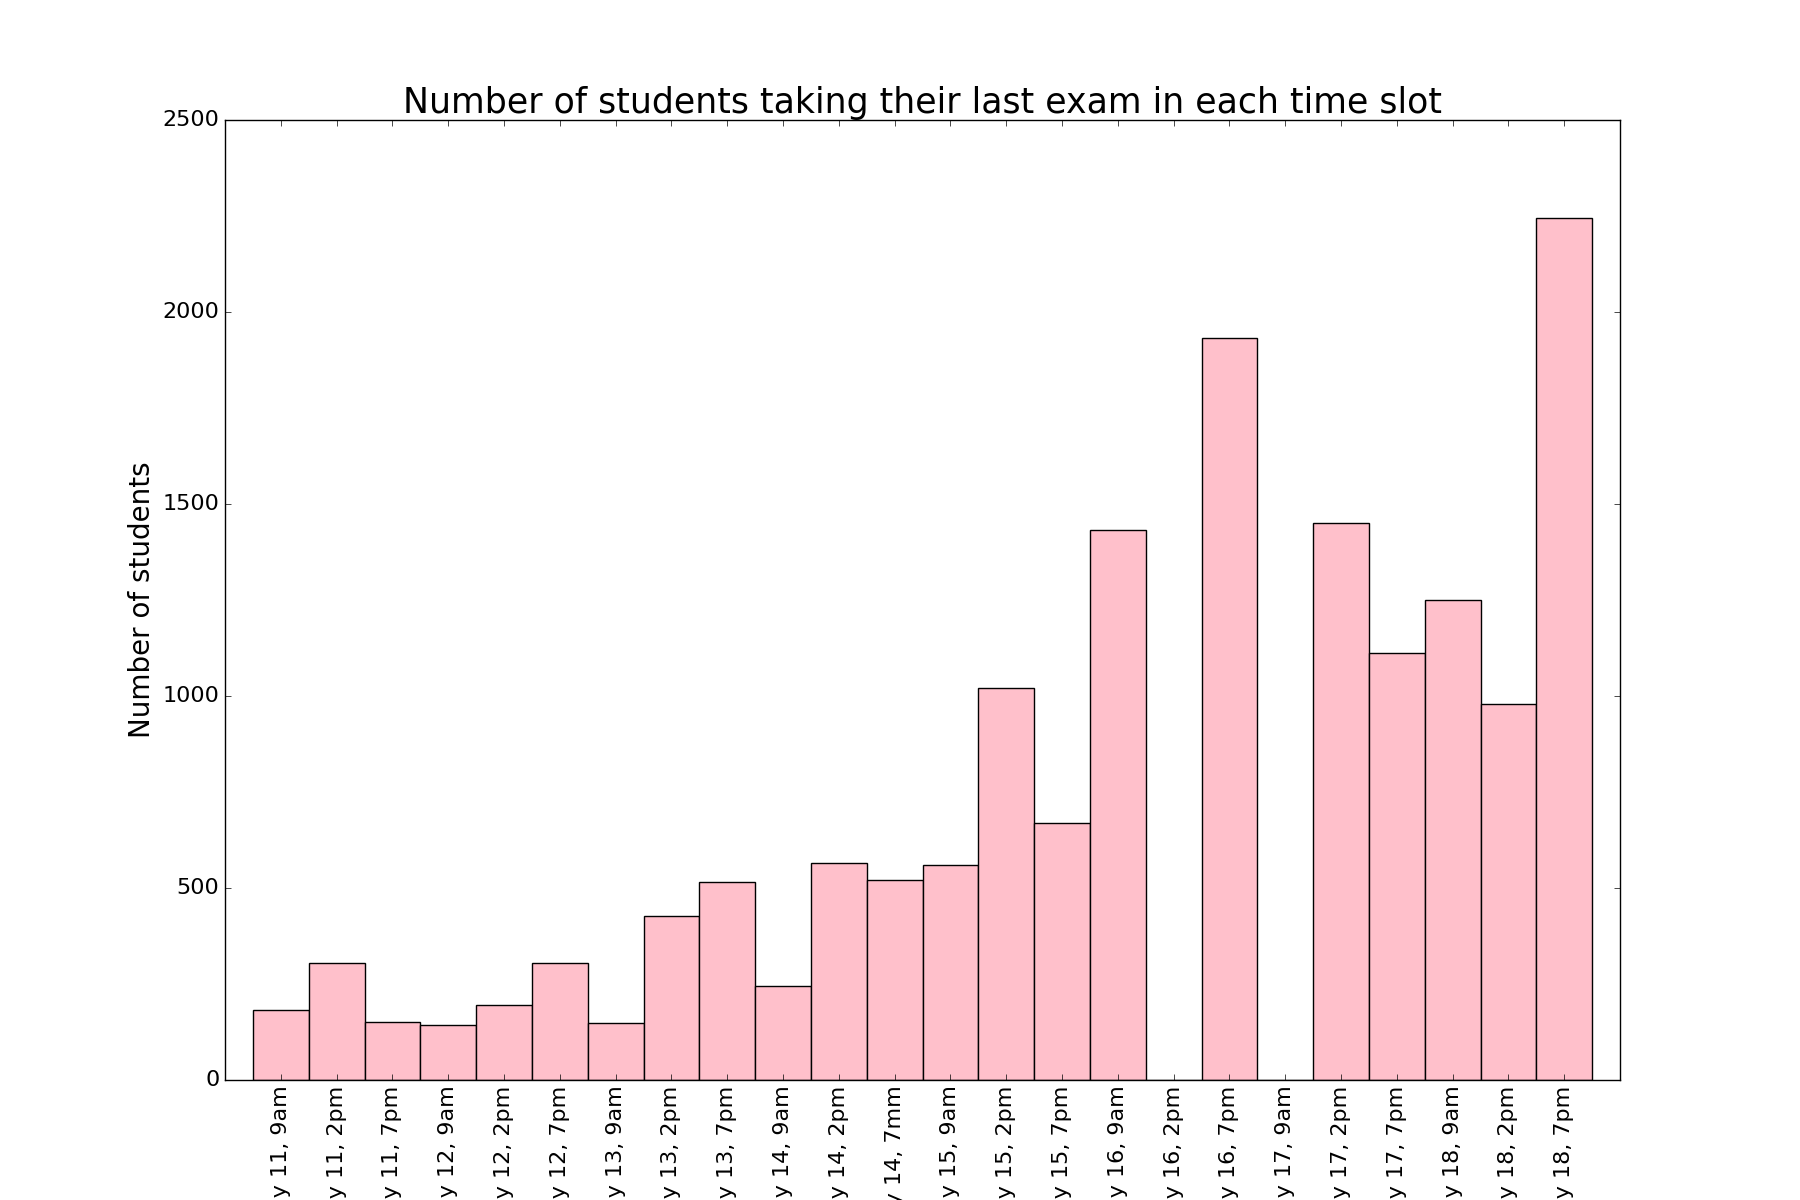 Number of students taking their last exam in each time slot
Number of students
2500
2000
1500
1000
500
0
y 11, 9am
y 11, 2pm
y 11, 7pm
y 12, 9am
y 12, 2pm
y 12, 7pm
y 13, 9am
y 13, 2pm
y 13, 7pm
y 14, 9am
y 14, 2pm
y 14, 7mm
y 15, 9am
y 15, 2pm
y 15, 7pm
y 16, 9am
y 16, 2pm
y 16, 7pm
y 17, 9am
y 17, 2pm
y 17, 7pm
y 18, 9am
y 18, 2pm
y 18, 7pm